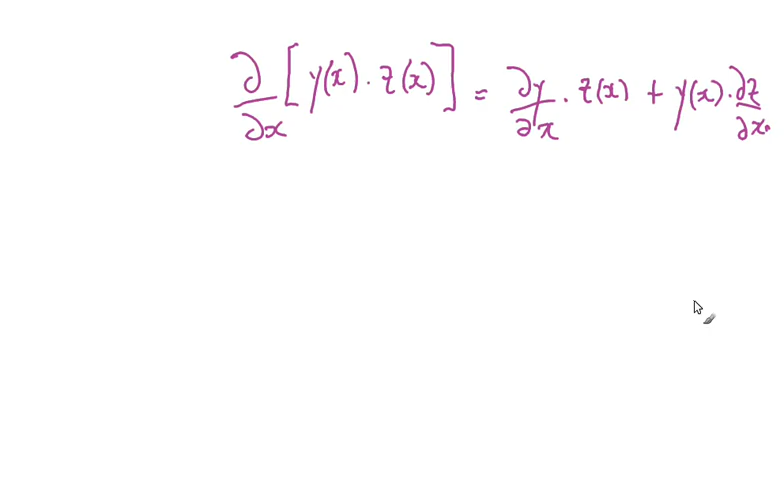 ∂/∂x [y(x) · z(x)] = ∂y/∂x · z(x) + y(x) · ∂z/∂x